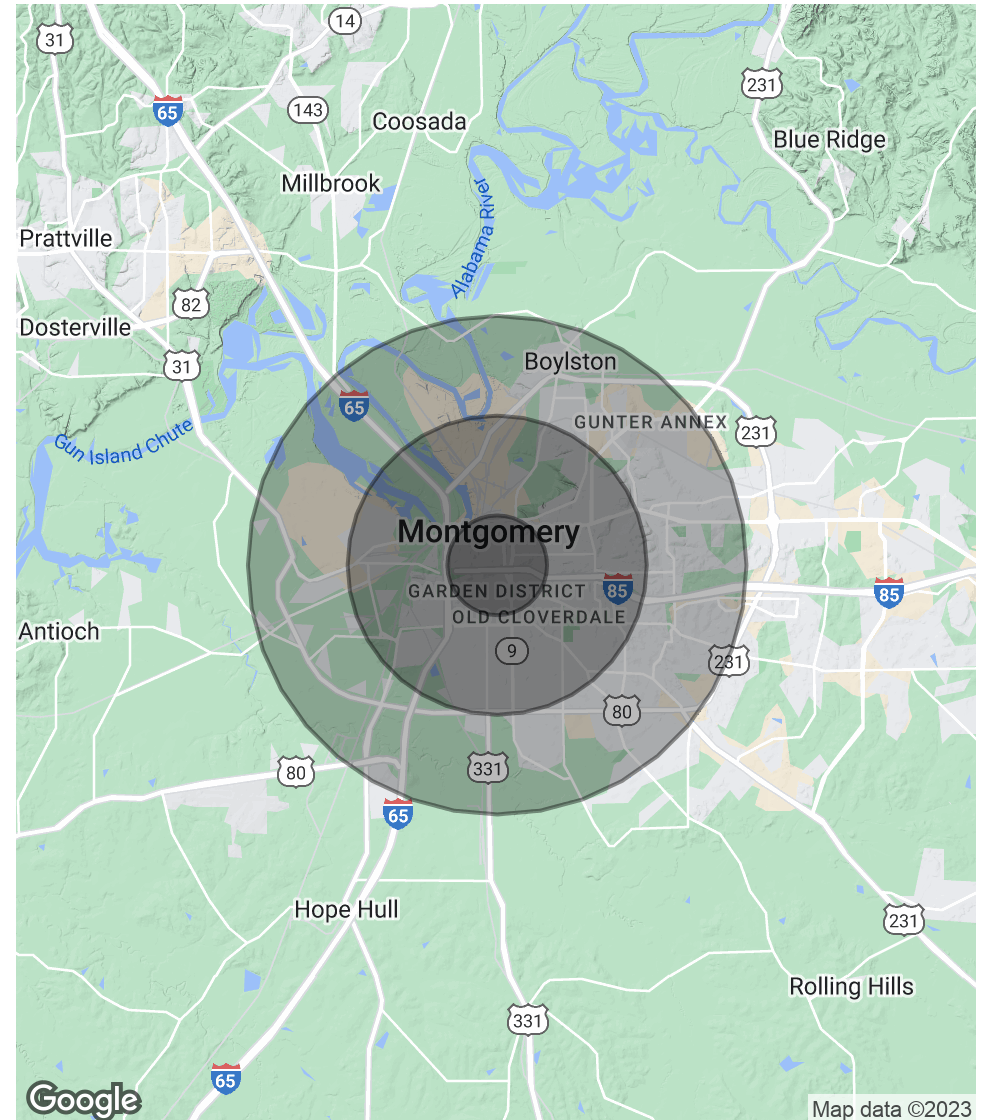 14
31
231
65
143
Coosada
Blue Ridge
Millbrook
Alabama River
Prattville
82
Dosterville
31
Boylston
65
GUNTER ANNEX
231
Gun Island Chute
Montgomery
GARDEN DISTRICT
85
85
OLD CLOVERDALE
Antioch
9
231
80
331
80
65
Hope Hull
231
Rolling Hills
331
65
Google
Map data ©2023